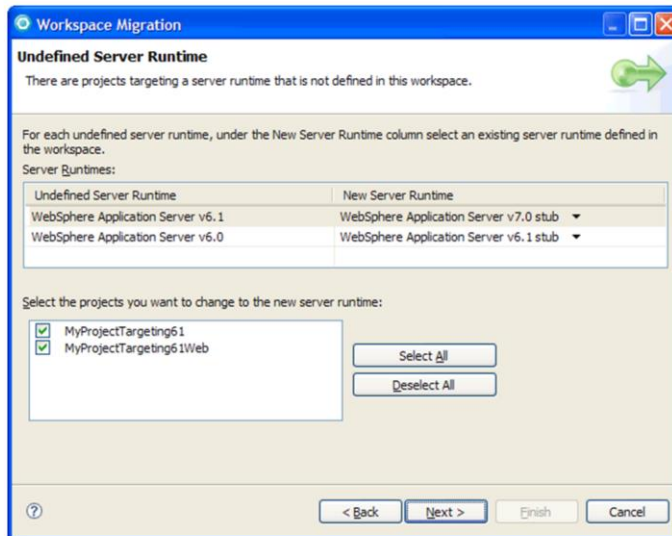 Workspace Migration
Undefined Server Runtime
There are projects targeting a server runtime that is not defined in this workspace.
For each undefined server runtime, under the New Server Runtime column select an existing server runtime defined in
the workspace.
Server Runtimes:
Undefined Server Runtime New Server Runtime
WebSphere Application Server v6.1 WebSphere Application Server v7.0 stub
WebSphere Application Server v6.0 WebSphere Application Server v6.1 stub
Select the projects you want to change to the new server runtime:
MyProjectTargeting61
MyProjectTargeting61Web
Select All
Deselect All
? < Back Next > Finish Cancel